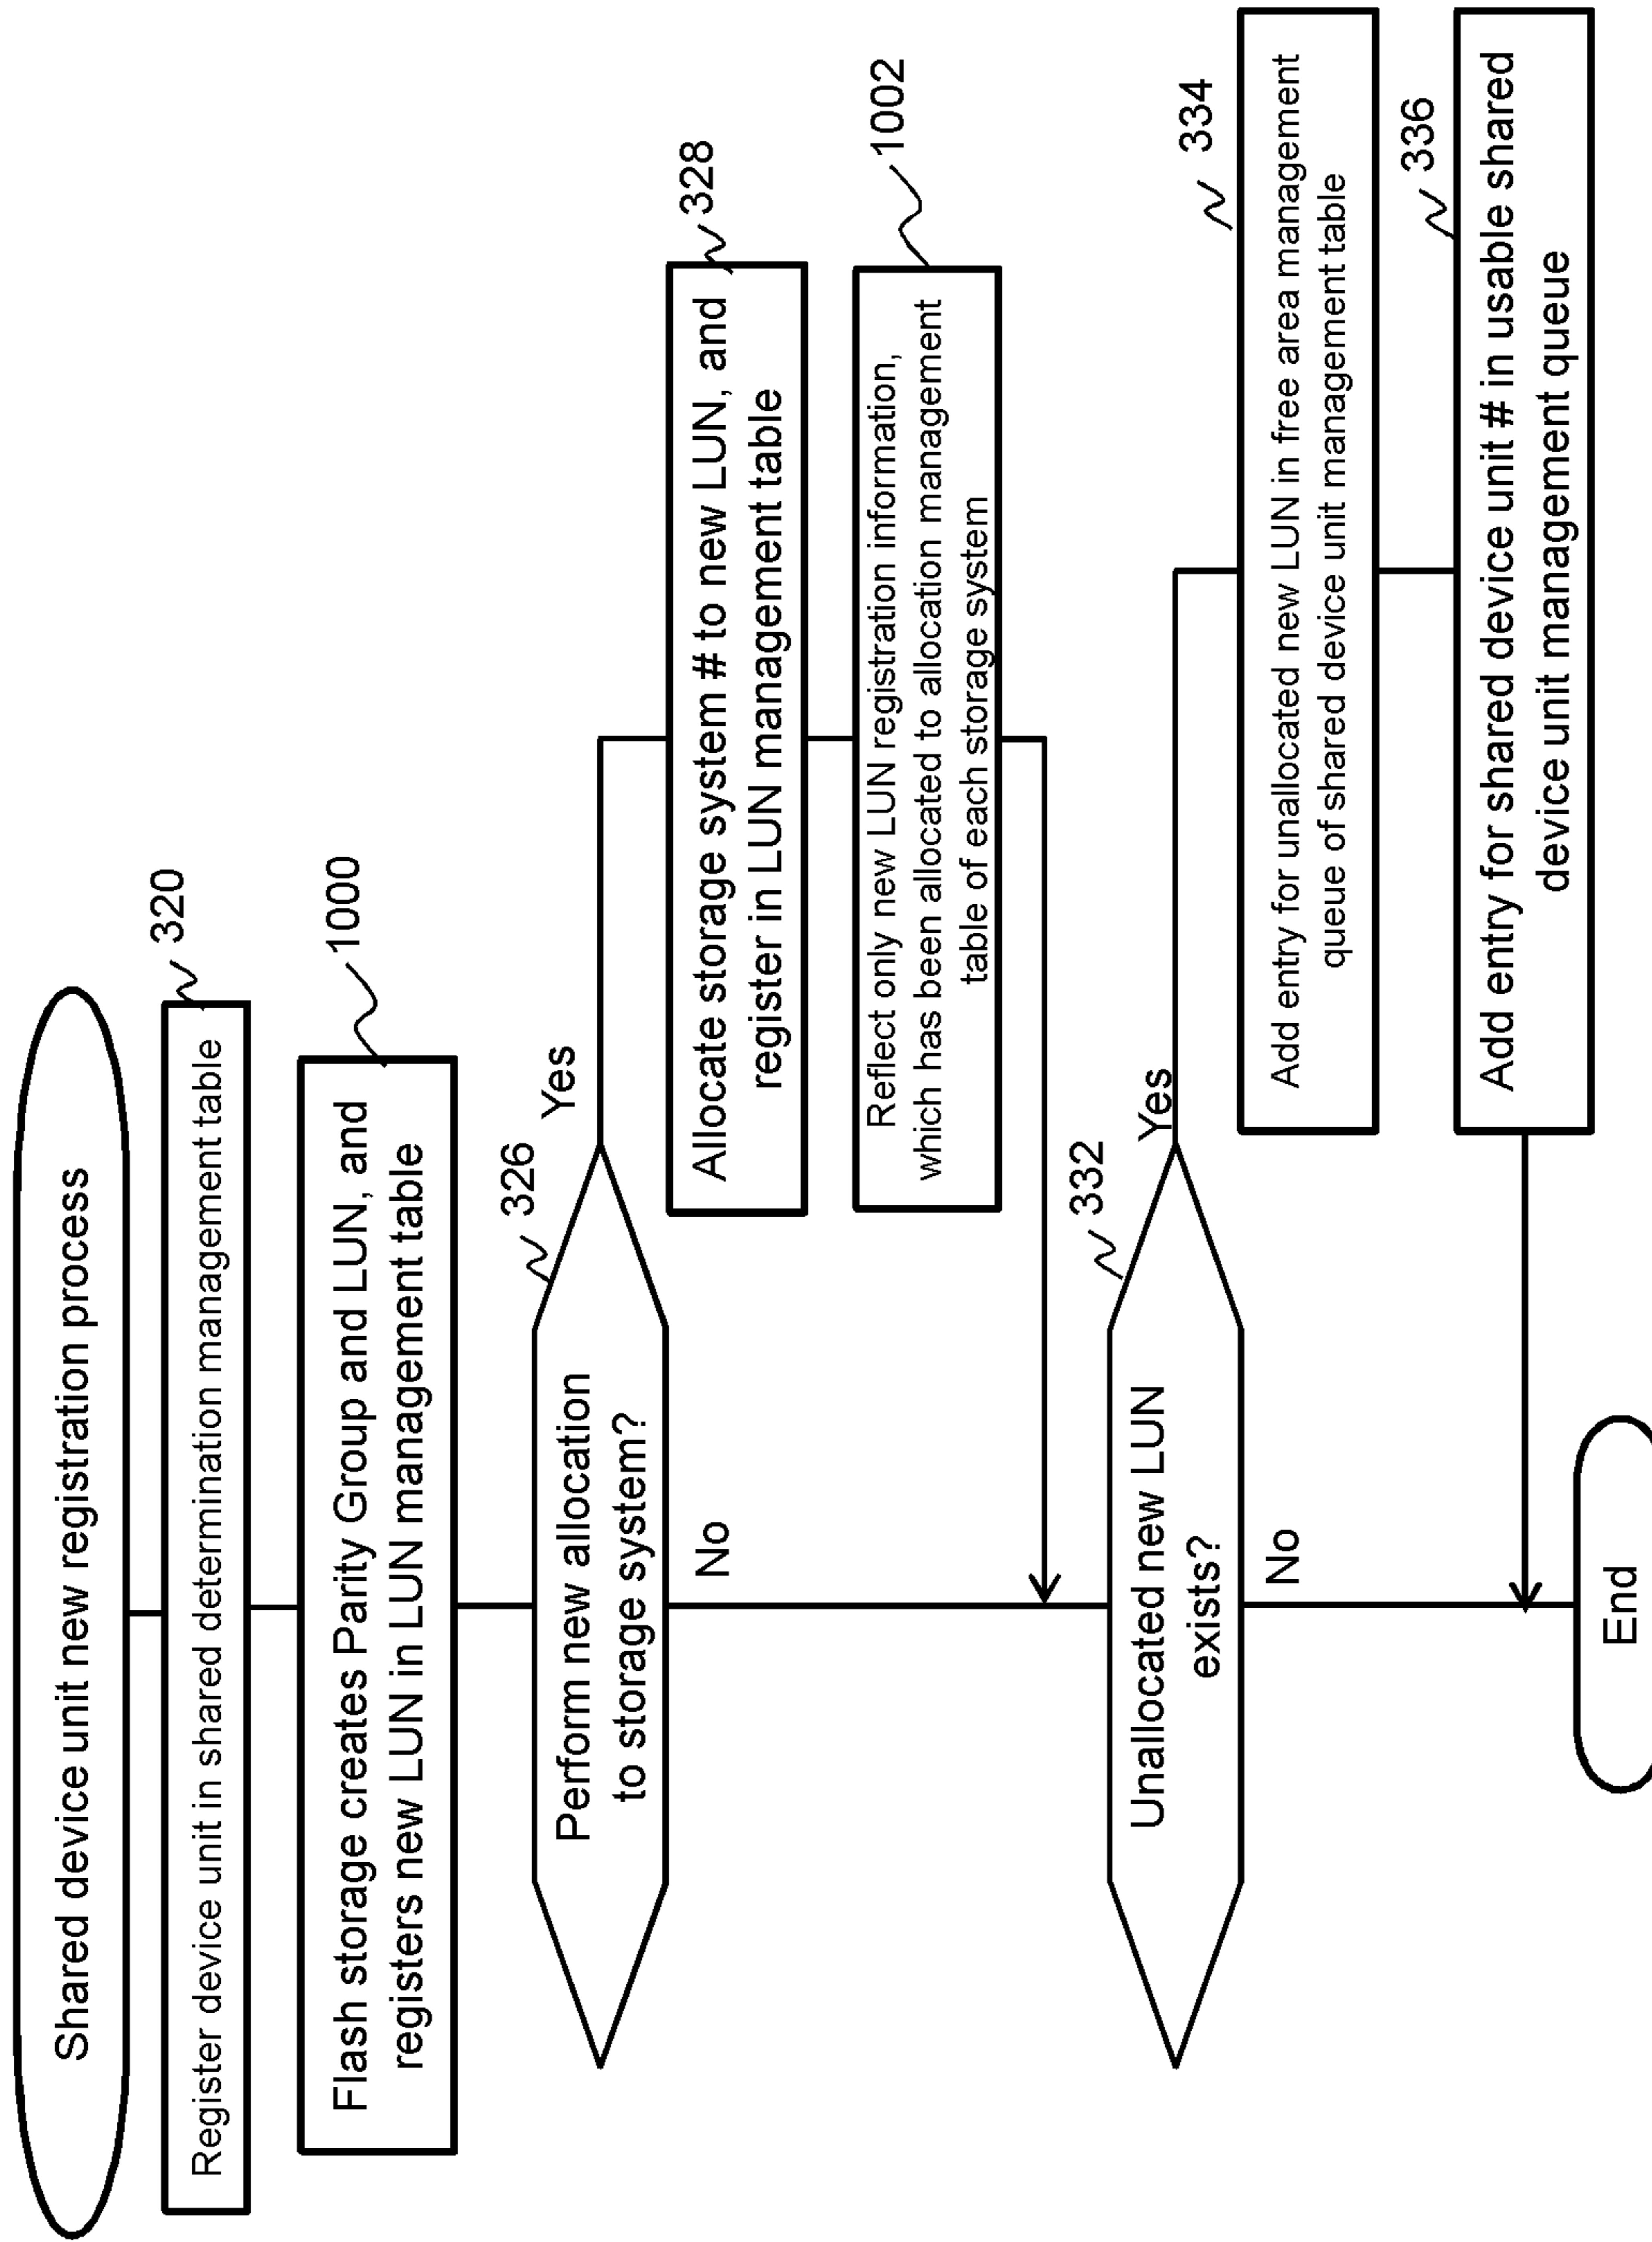 Shared device unit new registration process
320
Register device unit in shared determination management table
1000
Flash storage creates Parity Group and LUN, and
registers new LUN in LUN management table
326
Perform new allocation
to storage system?
Yes
No
328
Allocate storage system # to new LUN, and
register in LUN management table
1002
Reflect only new LUN registration information,
which has been allocated to allocation management
table of each storage system
332
Unallocated new LUN
exists?
Yes
No
334
Add entry for unallocated new LUN in free area management
queue of shared device unit management table
336
Add entry for shared device unit # in usable shared
device unit management queue
End